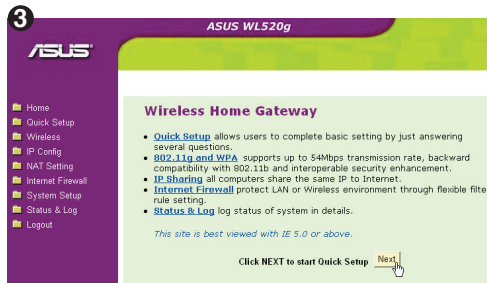 3
ASUS WL520g
ASUS
Home
Quick Setup
Wireless
IP Config
NAT Setting
Internet Firewall
System Setup
Status & Log
Logout
Wireless Home Gateway
• Quick Setup allows users to complete basic setting by just answering
several questions.
• 802.11g and WPA supports up to 54Mbps transmission rate, backward
compatibility with 802.11b and interoperable security enhancement.
• IP Sharing all computers share the same IP to Internet.
• Internet Firewall protect LAN or Wireless environment through flexible filte
rule setting.
• Status & Log log status of system in details.
This site is best viewed with IE 5.0 or above.
Click NEXT to start Quick Setup Next